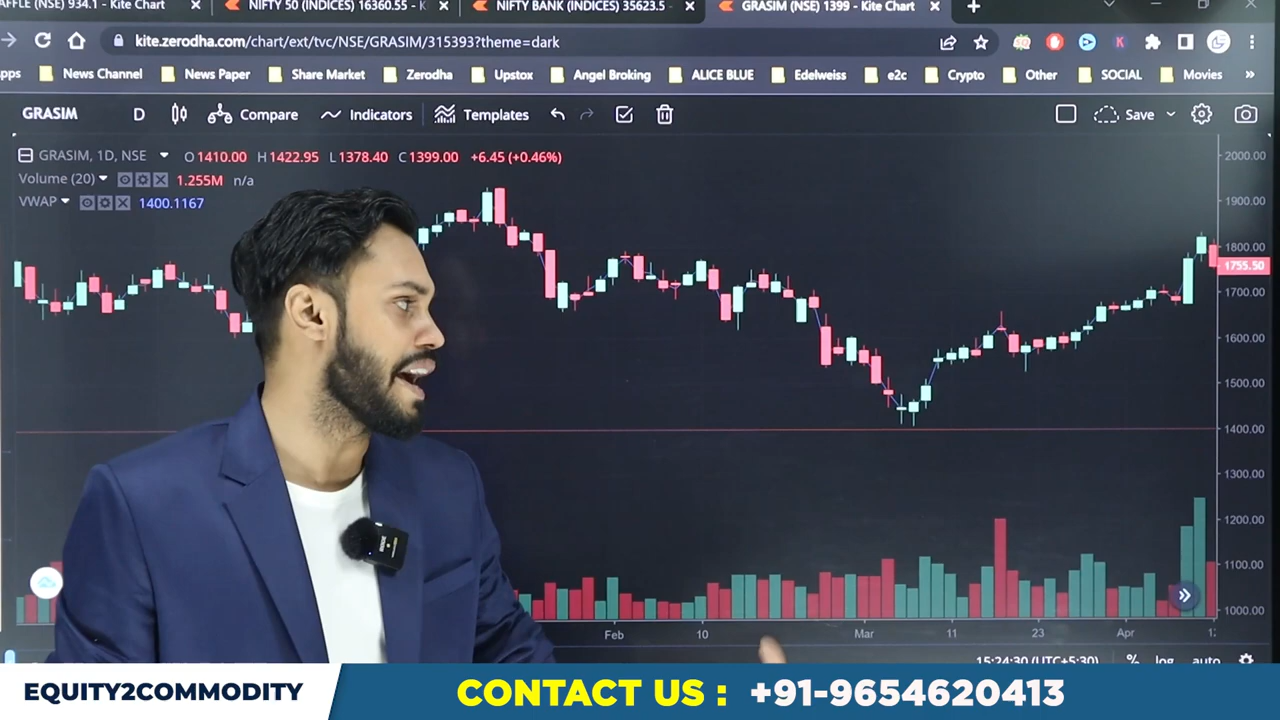 AFFLE (NSE) 934.1 - Kite Chart
NIFTY 50 (INDICES) 16360.55 - K
NIFTY BANK (INDICES) 35623.5 -
GRASIM (NSE) 1399 - Kite Chart
kite.zerodha.com/chart/ext/tvc/NSE/GRASIM/315393?theme=dark
pps News Channel News Paper Share Market Zerodha Upstox Angel Broking ALICE BLUE Edelweiss e2c Crypto Other SOCIAL Movies »
GRASIM D Compare Indicators Templates Save
GRASIM, 1D, NSE O1410.00 H1422.95 L1378.40 C1399.00 +6.45 (+0.46%)
Volume (20) 1.255M n/a
VWAP 1400.1167
2000.00
1900.00
1800.00
1755.50
1700.00
1600.00
1500.00
1400.00
1300.00
1200.00
1100.00
1000.00
Feb 10 Mar 11 23 Apr
15:24:30 (UTC+5:30) % log auto
EQUITY2COMMODITY
CONTACT US : +91-9654620413